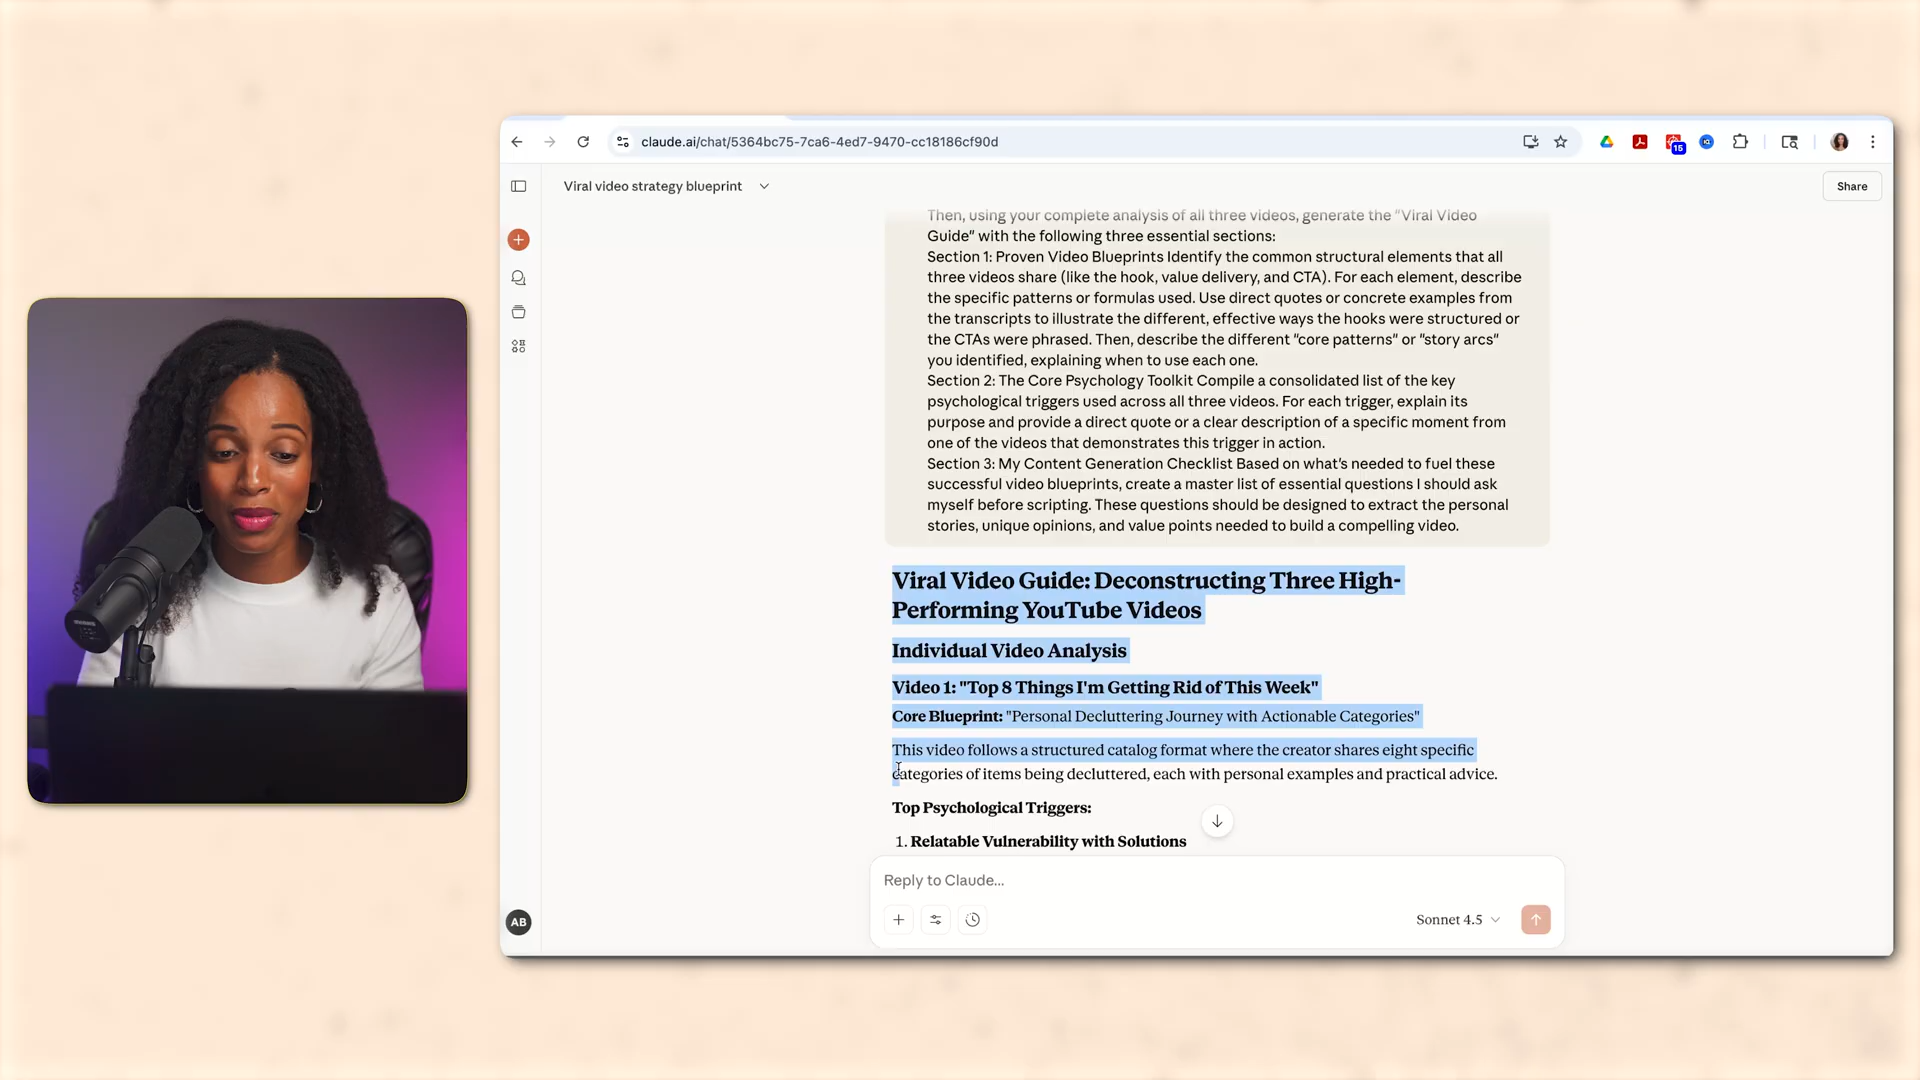 claude.ai/chat/5364bc75-7ca6-4ed7-9470-cc18186cf90d
15
Viral video strategy blueprint
Share
Then, using your complete analysis of all three videos, generate the "Viral Video
Guide" with the following three essential sections:
Section 1: Proven Video Blueprints Identify the common structural elements that all
three videos share (like the hook, value delivery, and CTA). For each element, describe
the specific patterns or formulas used. Use direct quotes or concrete examples from
the transcripts to illustrate the different, effective ways the hooks were structured or
the CTAs were phrased. Then, describe the different "core patterns" or "story arcs"
you identified, explaining when to use each one.
Section 2: The Core Psychology Toolkit Compile a consolidated list of the key
psychological triggers used across all three videos. For each trigger, explain its
purpose and provide a direct quote or a clear description of a specific moment from
one of the videos that demonstrates this trigger in action.
Section 3: My Content Generation Checklist Based on what's needed to fuel these
successful video blueprints, create a master list of essential questions I should ask
myself before scripting. These questions should be designed to extract the personal
stories, unique opinions, and value points needed to build a compelling video.
Viral Video Guide: Deconstructing Three High-
Performing YouTube Videos
Individual Video Analysis
Video 1: "Top 8 Things I'm Getting Rid of This Week"
Core Blueprint: "Personal Decluttering Journey with Actionable Categories"
This video follows a structured catalog format where the creator shares eight specific
categories of items being decluttered, each with personal examples and practical advice.
Top Psychological Triggers:
1. Relatable Vulnerability with Solutions
Reply to Claude...
Sonnet 4.5
AB